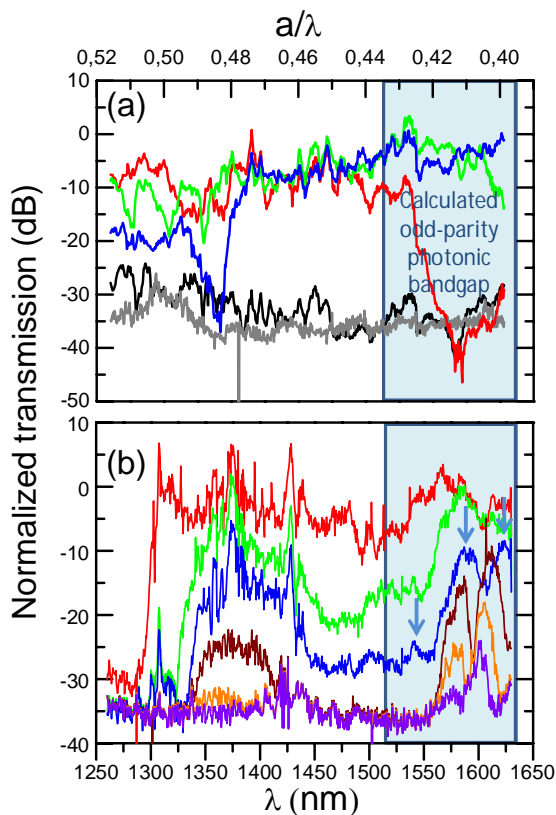 a/λ
0,52 0,50 0,48 0,46 0,44 0,42 0,40
10
(a)
0
-10
-20
-30
-40
-50
Calculated
odd-parity
photonic
bandgap
Normalized transmission (dB)
10
(b)
0
-10
-20
-30
-40
1250 1300 1350 1400 1450 1500 1550 1600 1650
λ (nm)